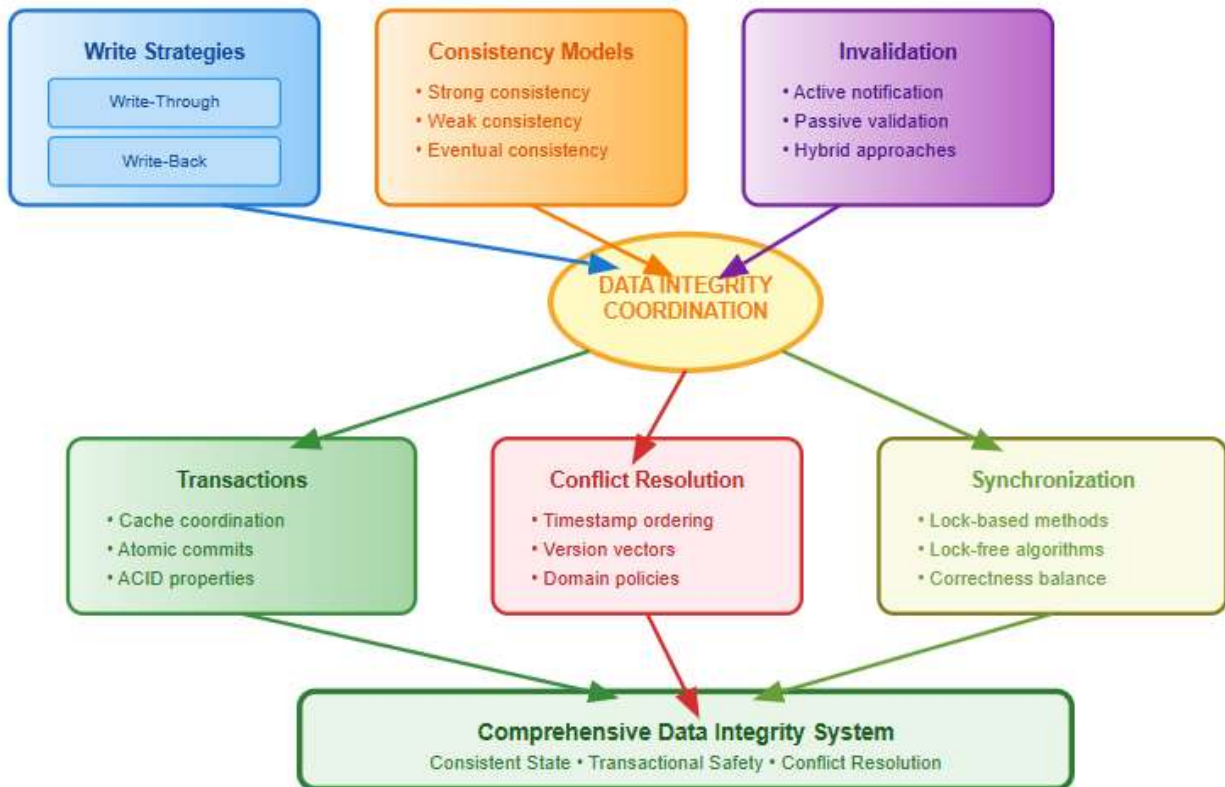 Write Strategies
Write-Through
Write-Back
Consistency Models
• Strong consistency
• Weak consistency
• Eventual consistency
Invalidation
• Active notification
• Passive validation
• Hybrid approaches
DATA INTEGRITY
COORDINATION
Transactions
• Cache coordination
• Atomic commits
• ACID properties
Conflict Resolution
• Timestamp ordering
• Version vectors
• Domain policies
Synchronization
• Lock-based methods
• Lock-free algorithms
• Correctness balance
Comprehensive Data Integrity System
Consistent State • Transactional Safety • Conflict Resolution